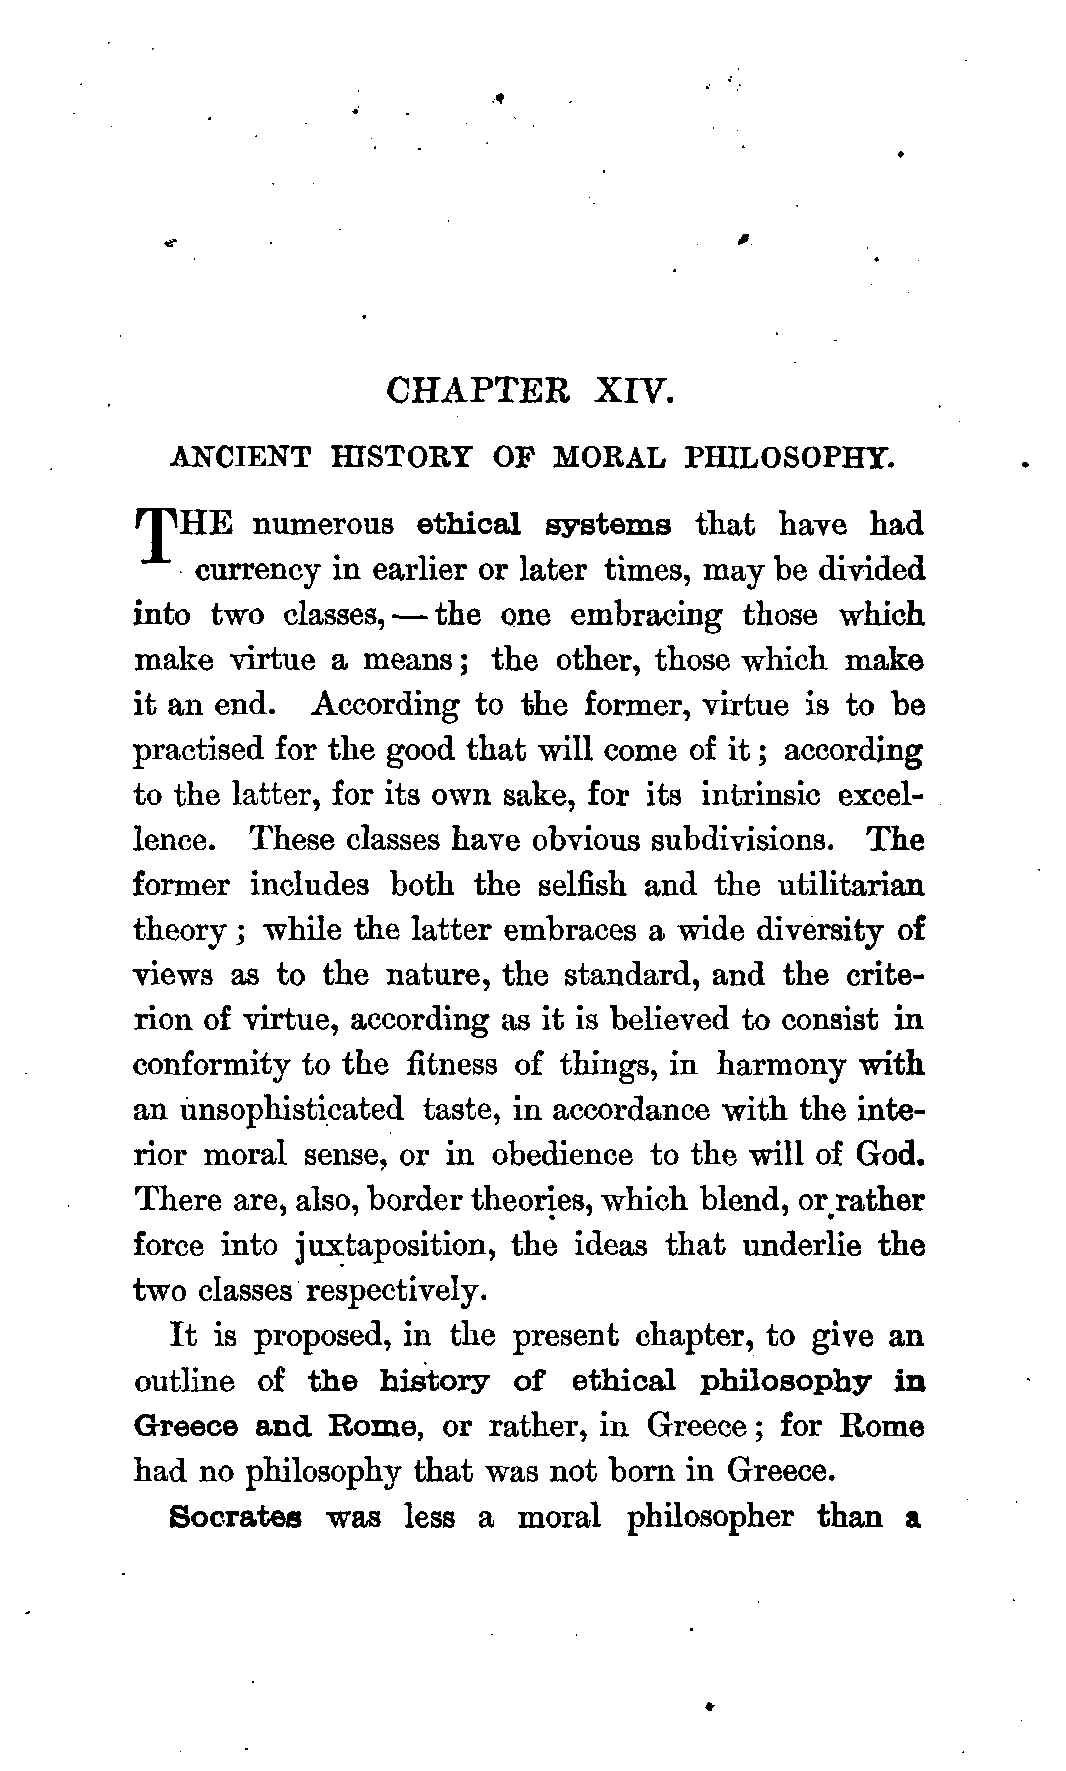 CHAPTER XIV.
ANCIENT HISTORY OF MORAL PHILOSOPHY.
THE numerous ethical systems that have had
currency in earlier or later times, may be divided
into two classes, — the one embracing those which
make virtue a means; the other, those which make
it an end. According to the former, virtue is to be
practised for the good that will come of it; according
to the latter, for its own sake, for its intrinsic excel-
lence. These classes have obvious subdivisions. The
former includes both the selfish and the utilitarian
theory; while the latter embraces a wide diversity of
views as to the nature, the standard, and the crite-
rion of virtue, according as it is believed to consist in
conformity to the fitness of things, in harmony with
an unsophisticated taste, in accordance with the inte-
rior moral sense, or in obedience to the will of God.
There are, also, border theories, which blend, or rather
force into juxtaposition, the ideas that underlie the
two classes respectively.
It is proposed, in the present chapter, to give an
outline of the history of ethical philosophy in
Greece and Rome, or rather, in Greece; for Rome
had no philosophy that was not born in Greece.
Socrates was less a moral philosopher than a